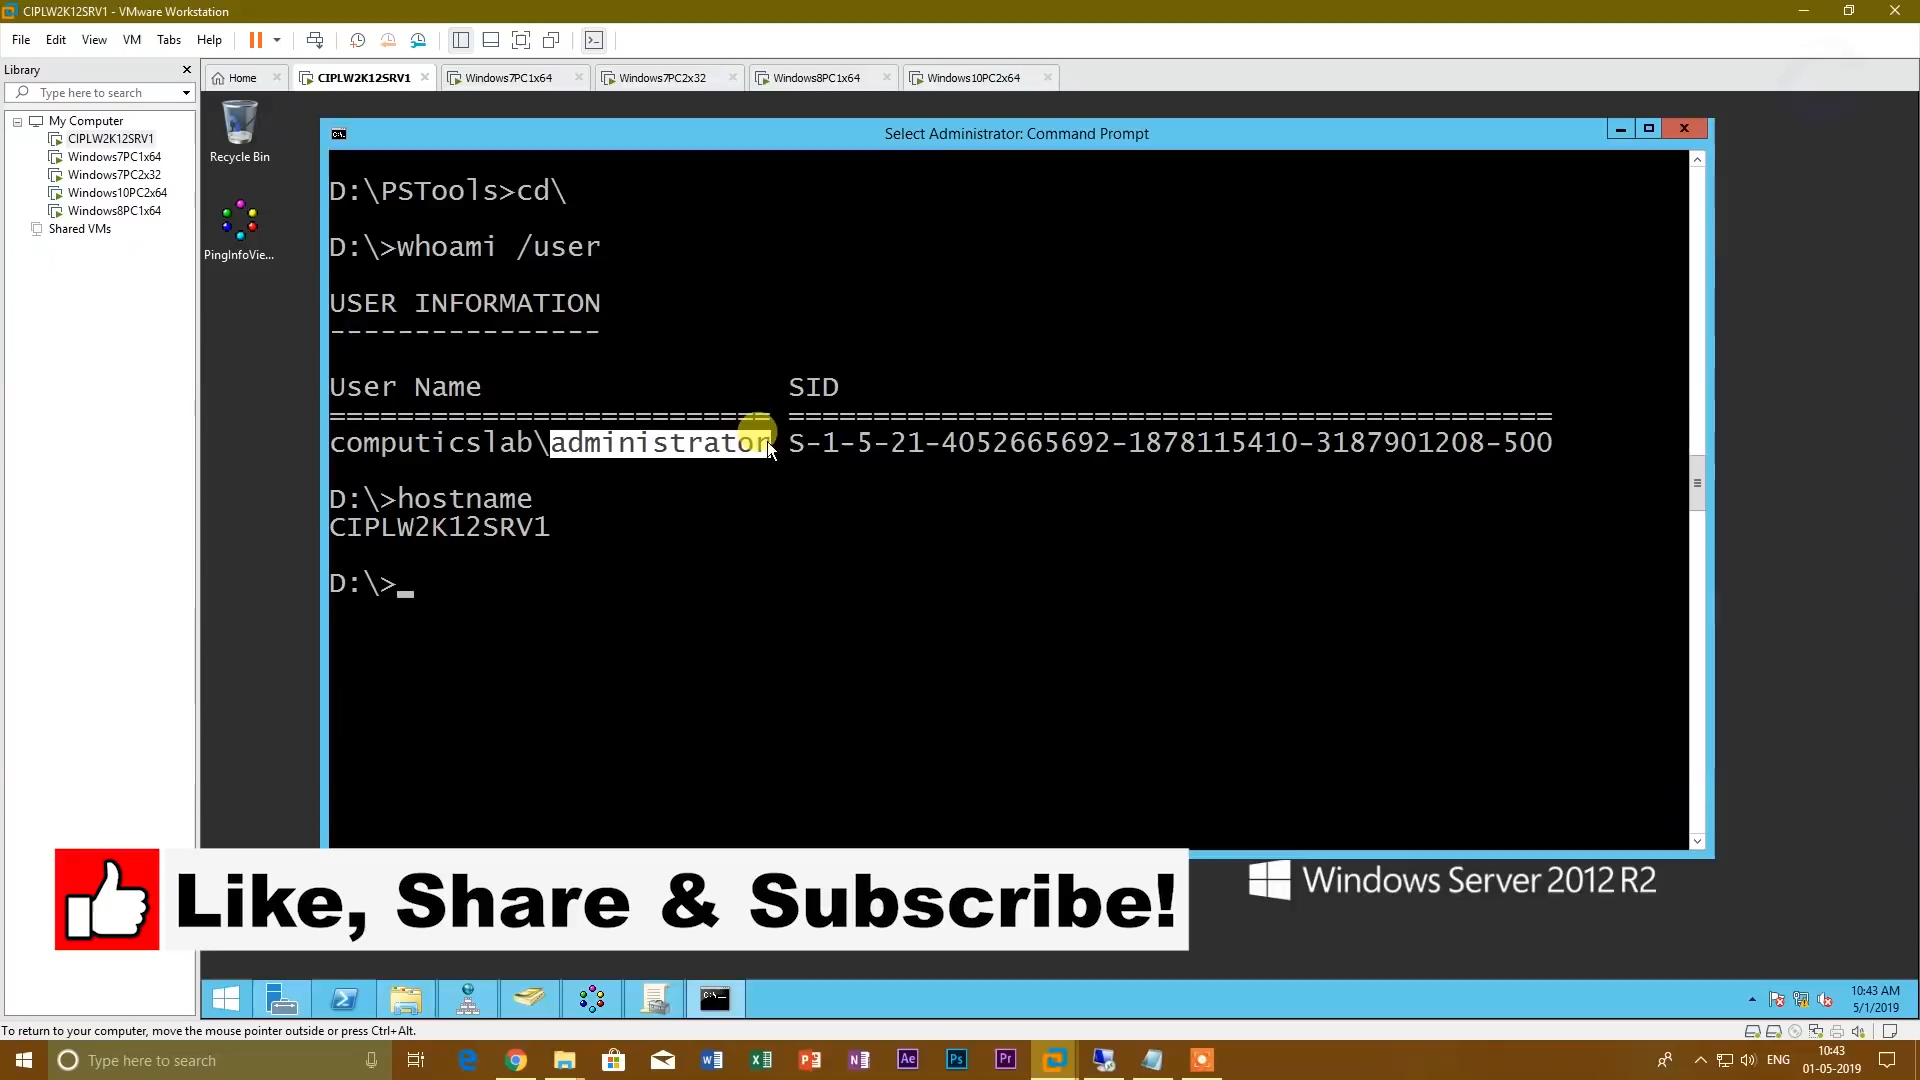 CIPLW2K12SRV1 - VMware Workstation
File Edit View VM Tabs Help
Library
Type here to search
My Computer
CIPLW2K12SRV1
Windows7PC1x64
Windows7PC2x32
Windows10PC2x64
Windows8PC1x64
Shared VMs
Home CIPLW2K12SRV1 Windows7PC1x64 Windows7PC2x32 Windows8PC1x64 Windows10PC2x64
Recycle Bin
PingInfoVie...
Select Administrator: Command Prompt
D:\PSTools>cd\
D:\>whoami /user
USER INFORMATION
----------------
User Name SID
========================== =============================================
computicslab\administrator S-1-5-21-4052665692-1878115410-3187901208-500
D:\>hostname
CIPLW2K12SRV1
D:\>_
Like, Share & Subscribe!
Windows Server 2012 R2
10:43 AM
5/1/2019
To return to your computer, move the mouse pointer outside or press Ctrl+Alt.
Type here to search
ENG
10:43
01-05-2019